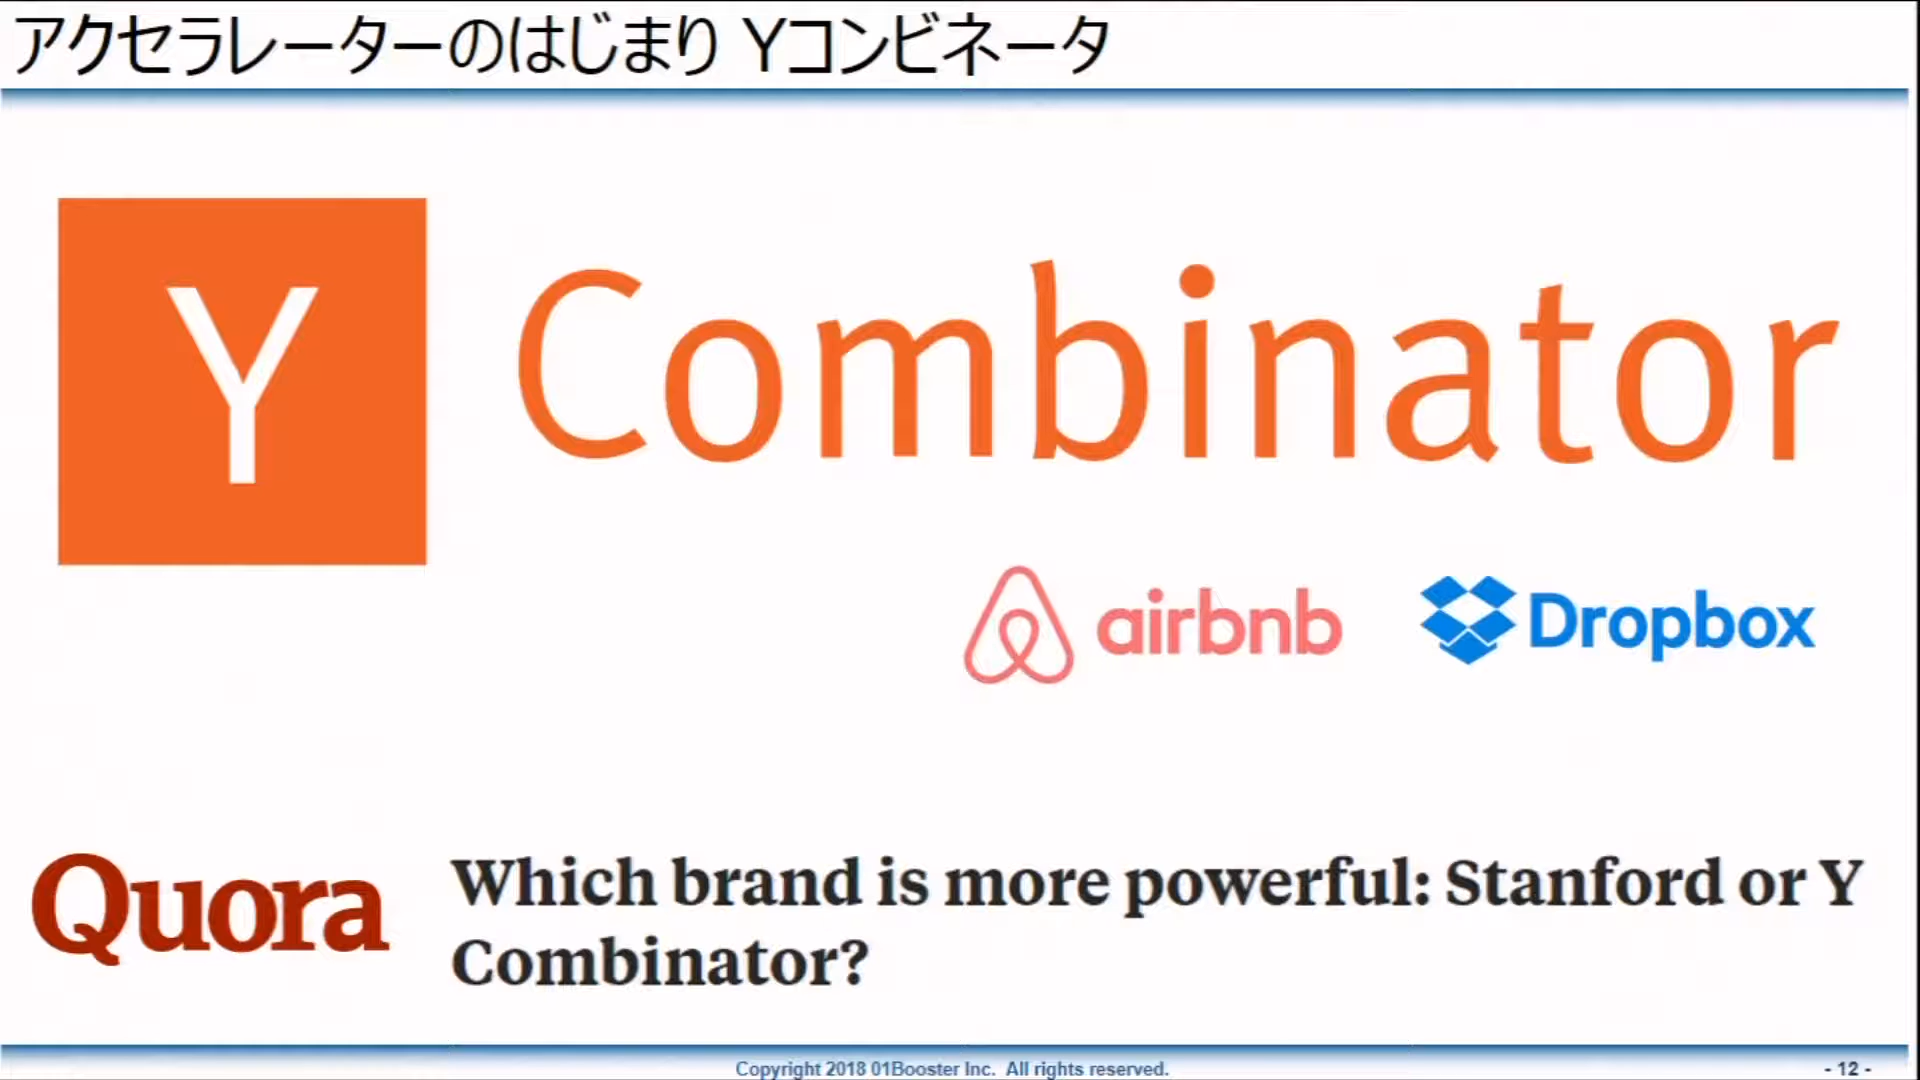 アクセラレーターのはじまり Yコンビネータ
Y Combinator
airbnb Dropbox
Quora
Which brand is more powerful: Stanford or Y
Combinator?
Copyright 2018 01Booster Inc. All rights reserved.
- 12 -